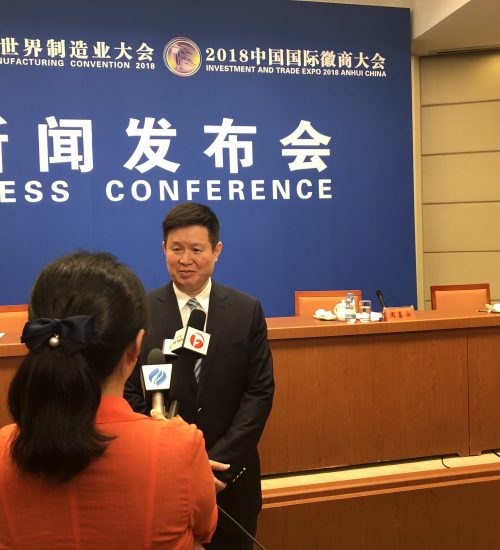 世界制造业大会
2018中国国际徽商大会
NUFACTURING CONVENTION 2018
INVESTMENT AND TRADE EXPO 2018 ANHUI CHINA
新闻发布会
ESS CONFERENCE